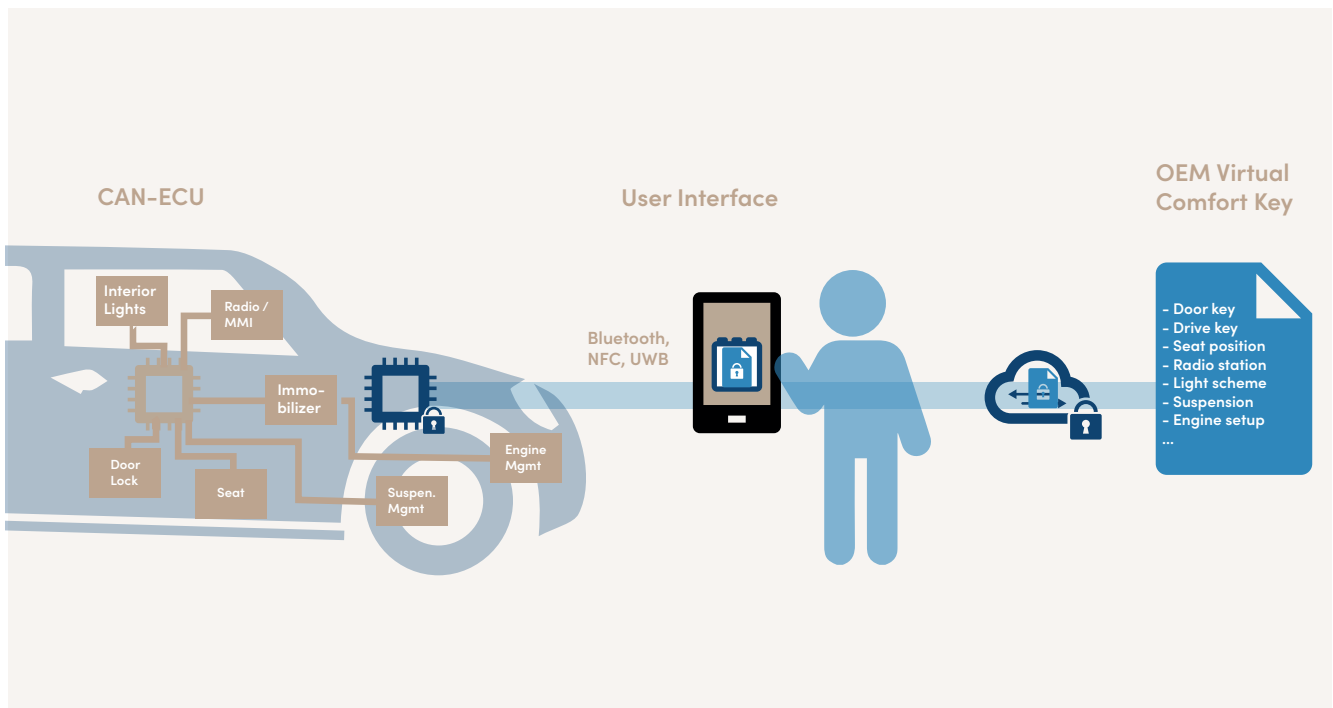 CAN-ECU
User Interface
OEM Virtual
Comfort Key
Interior
Lights
Radio /
MMI
Immo-
bilizer
Door
Lock
Seat
Suspen.
Mgmt
Engine
Mgmt
Bluetooth,
NFC, UWB
- Door key
- Drive key
- Seat position
- Radio station
- Light scheme
- Suspension
- Engine setup
...